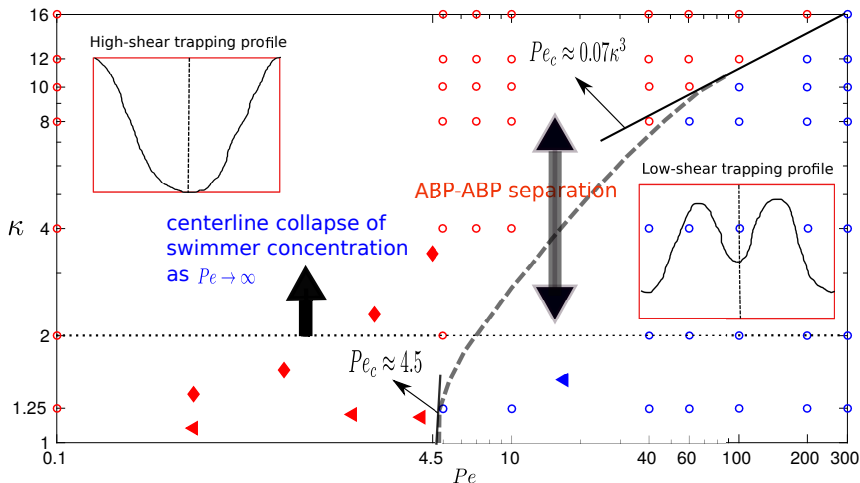 16
12
10
8
4
2
1.25
1
κ
High-shear trapping profile
Pe_c ≈ 0.07κ³
Low-shear trapping profile
ABP-ABP separation
centerline collapse of
swimmer concentration
as Pe → ∞
Pe_c ≈ 4.5
0.1 4.5 10 40 60 100 200 300
Pe